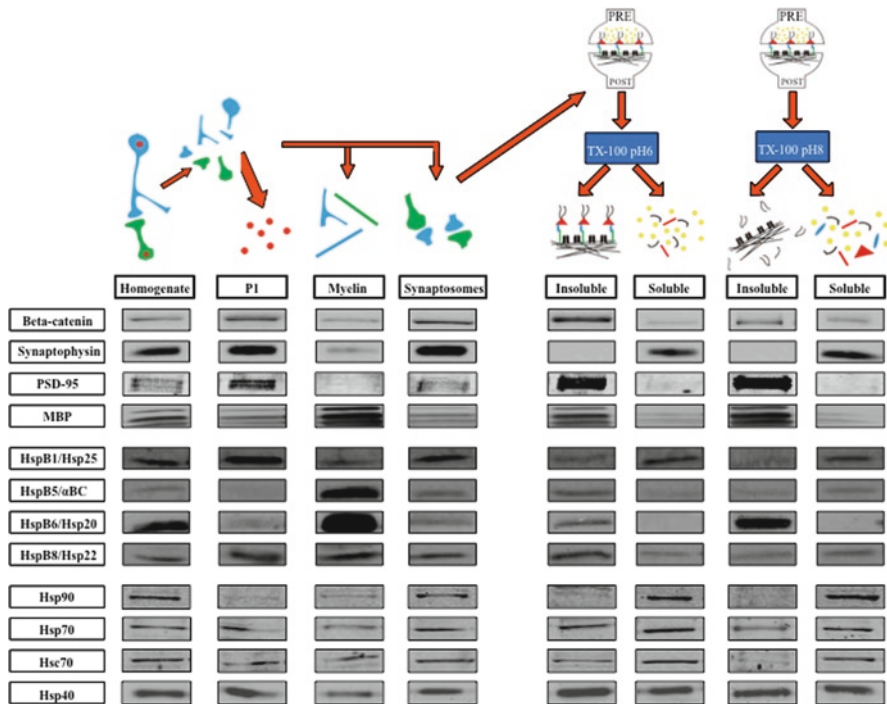 PRE PRE
POST POST
TX-100 pH6 TX-100 pH8
Homogenate P1 Myelin Synaptosomes Insoluble Soluble Insoluble Soluble
Beta-catenin
Synaptophysin
PSD-95
MBP
HspB1/Hsp25
HspB5/αBC
HspB6/Hsp20
HspB8/Hsp22
Hsp90
Hsp70
Hsc70
Hsp40